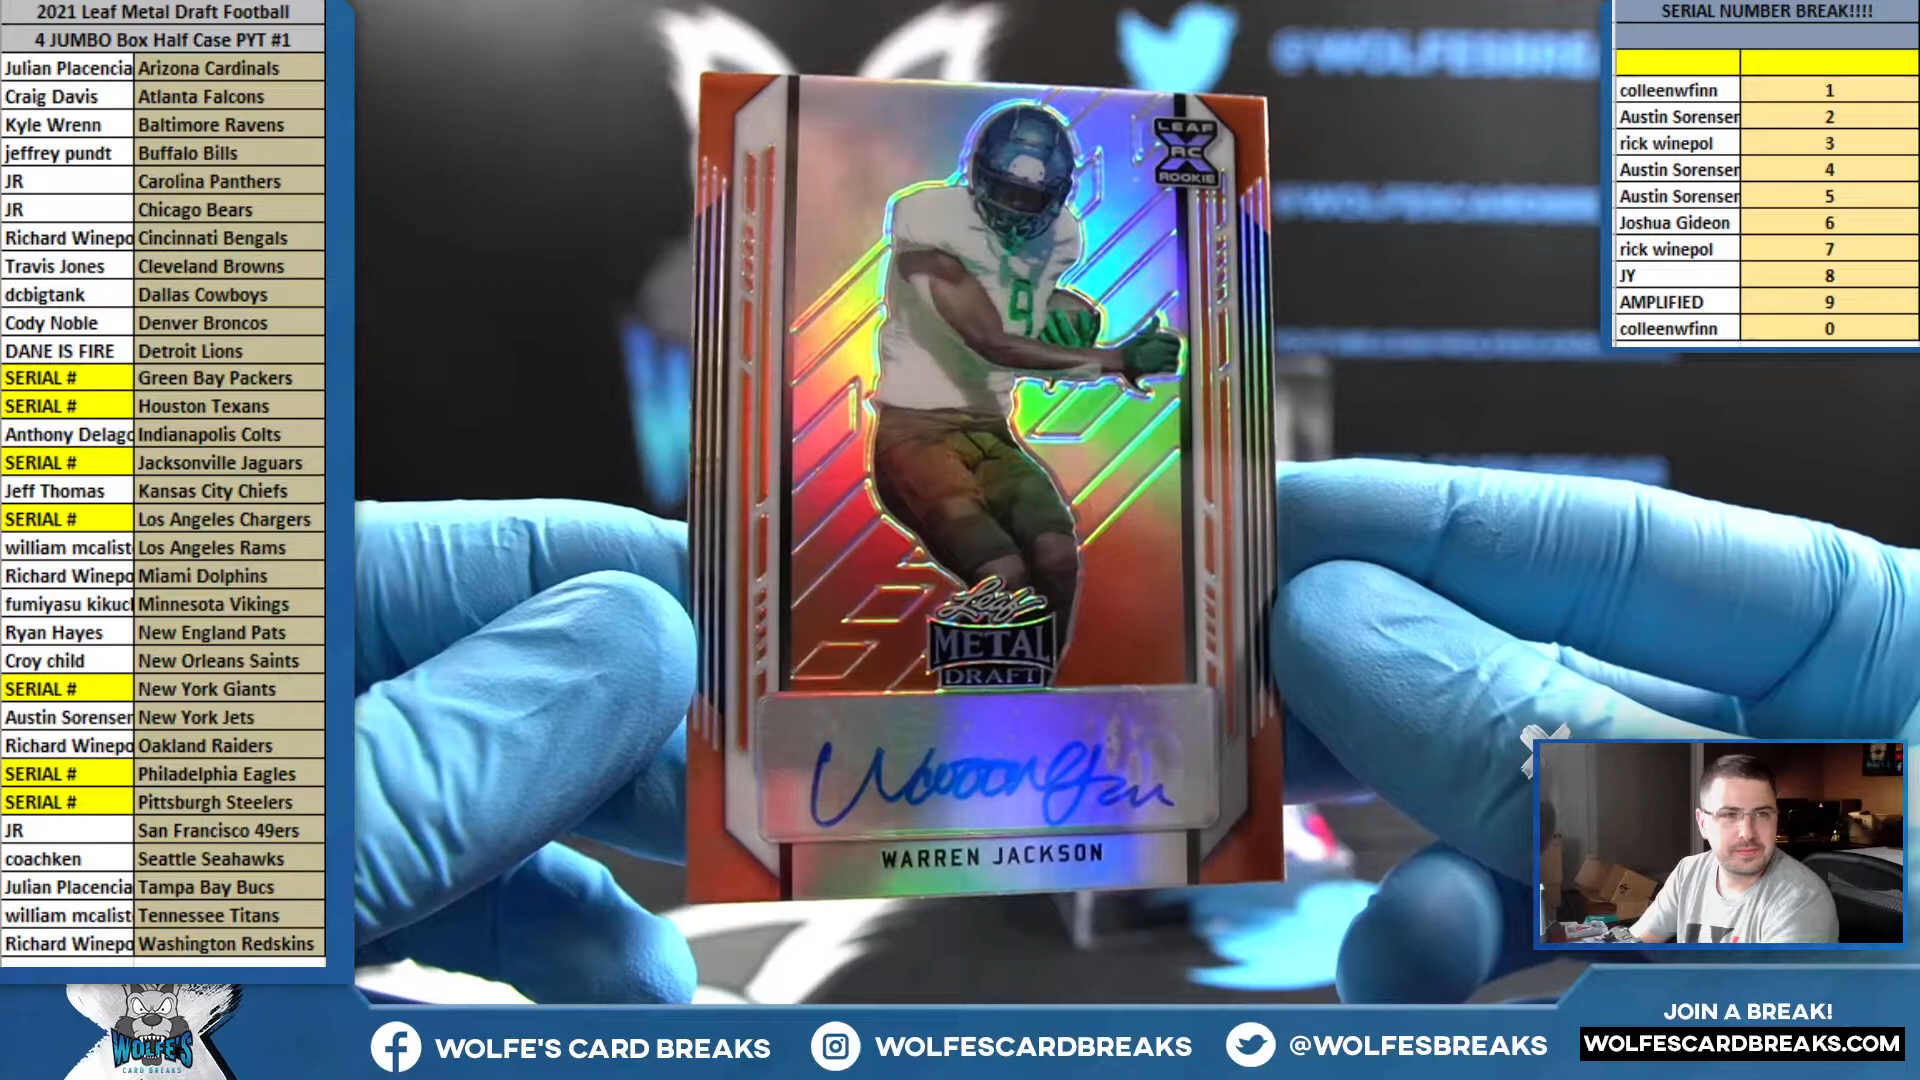 2021 Leaf Metal Draft Football
4 JUMBO Box Half Case PYT #1
Julian Placencia Arizona Cardinals
Craig Davis Atlanta Falcons
Kyle Wrenn Baltimore Ravens
jeffrey pundt Buffalo Bills
JR Carolina Panthers
JR Chicago Bears
Richard Winepo Cincinnati Bengals
Travis Jones Cleveland Browns
dcbigtank Dallas Cowboys
Cody Noble Denver Broncos
DANE IS FIRE Detroit Lions
SERIAL # Green Bay Packers
SERIAL # Houston Texans
Anthony Delago Indianapolis Colts
SERIAL # Jacksonville Jaguars
Jeff Thomas Kansas City Chiefs
SERIAL # Los Angeles Chargers
william mcalist Los Angeles Rams
Richard Winepo Miami Dolphins
fumiyasu kikuc Minnesota Vikings
Ryan Hayes New England Pats
Croy child New Orleans Saints
SERIAL # New York Giants
Austin Sorensen New York Jets
Richard Winepo Oakland Raiders
SERIAL # Philadelphia Eagles
SERIAL # Pittsburgh Steelers
JR San Francisco 49ers
coachken Seattle Seahawks
Julian Placencia Tampa Bay Bucs
william mcalist Tennessee Titans
Richard Winepo Washington Redskins
@WOLFESBREA
LEAF
RC
ROOKIE
9
Leaf
METAL
DRAFT
WARREN JACKSON
SERIAL NUMBER BREAK!!!!
colleenwfinn 1
Austin Sorensen 2
rick winepol 3
Austin Sorensen 4
Austin Sorensen 5
Joshua Gideon 6
rick winepol 7
JY 8
AMPLIFIED 9
colleenwfinn 0
WOLFE'S
CARD BREAKS
WOLFE'S CARD BREAKS
WOLFESCARDBREAKS
@WOLFESBREAKS
JOIN A BREAK!
WOLFESCARDBREAKS.COM